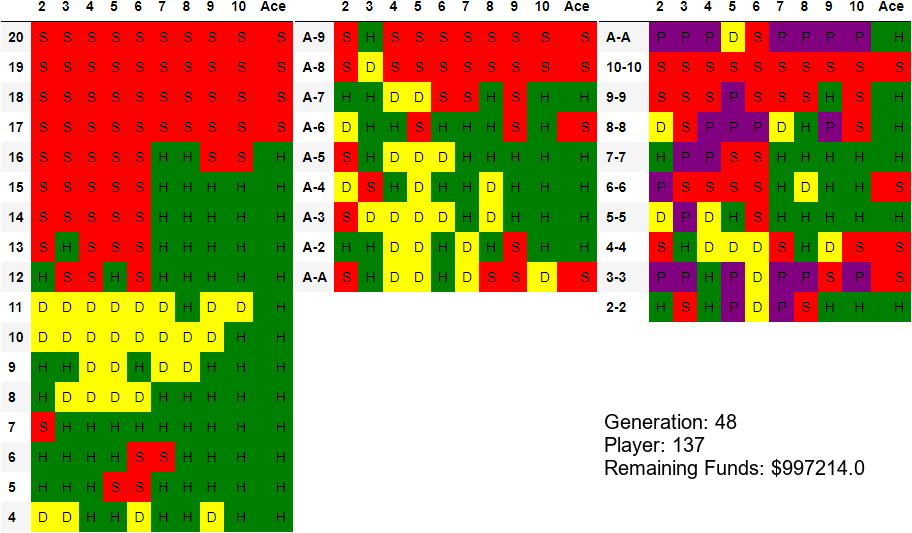 2 3 4 5 6 7 8 9 10 Ace
20 S S S S S S S S S S
19 S S S S S S S S S S
18 S S S S S S S S S S
17 S S S S S S S S S S
16 S S S S S H H S S H
15 S S S S S H H H H H
14 S S S S S H H H H H
13 S H S S S H H H H H
12 H S S H S H H H H H
11 D D D D D D H D D H
10 D D D D D D D D H H
9 H H D D H D D H H H
8 H D D D D H H H H H
7 S H H H H H H H H H
6 H H H H S S H H H H
5 H H H S S H H H H H
4 D D H H D H H D H H
2 3 4 5 6 7 8 9 10 Ace
A-9 S H S S S S S S S S
A-8 S D S S S S S S S S
A-7 H H D D S S H S H H
A-6 D H H S H H H S H S
A-5 S H D D D H H H H H
A-4 D S H D H H D H H H
A-3 S D D D D H D H H H
A-2 H H D D H D H S H H
A-A S H D D H D S S D S
2 3 4 5 6 7 8 9 10 Ace
A-A P P P D S P P P P H
10-10 S S S S S S S S S S
9-9 S S S P S S S H S H
8-8 D S P P P D H P S H
7-7 H P P S S H H H H H
6-6 P S S S S H D H H S
5-5 D P D H S H H H H H
4-4 S H D D D S H D S S
3-3 P P H P D P P S P S
2-2 H S H P D P S H H H
Generation: 48
Player: 137
Remaining Funds: $997214.0